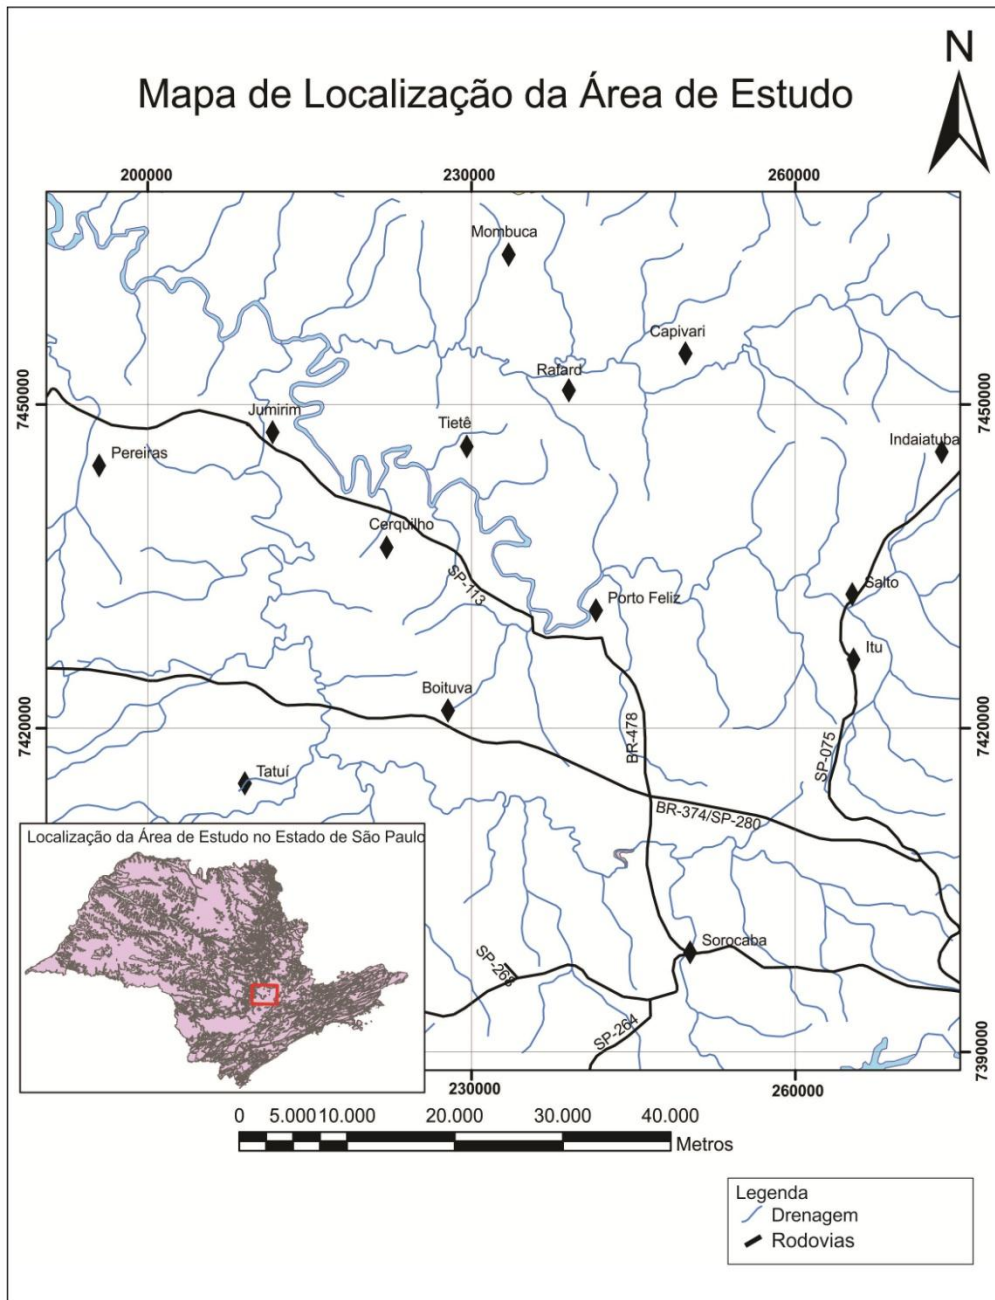 N
Mapa de Localização da Área de Estudo
200000
230000
260000
Mombuca
Capivari
Rafard
7450000
7450000
Jumirim
Tietê
Indaiatuba
Pereiras
Cerquilho
SP-113
Salto
Porto Feliz
Itu
Boituva
7420000
7420000
BR-478
SP-075
Tatuí
BR-374/SP-280
Localização da Área de Estudo no Estado de São Paulo
Sorocaba
SP-268
SP-264
7390000
230000
260000
0 5.000 10.000 20.000 30.000 40.000
Metros
Legenda
Drenagem
Rodovias